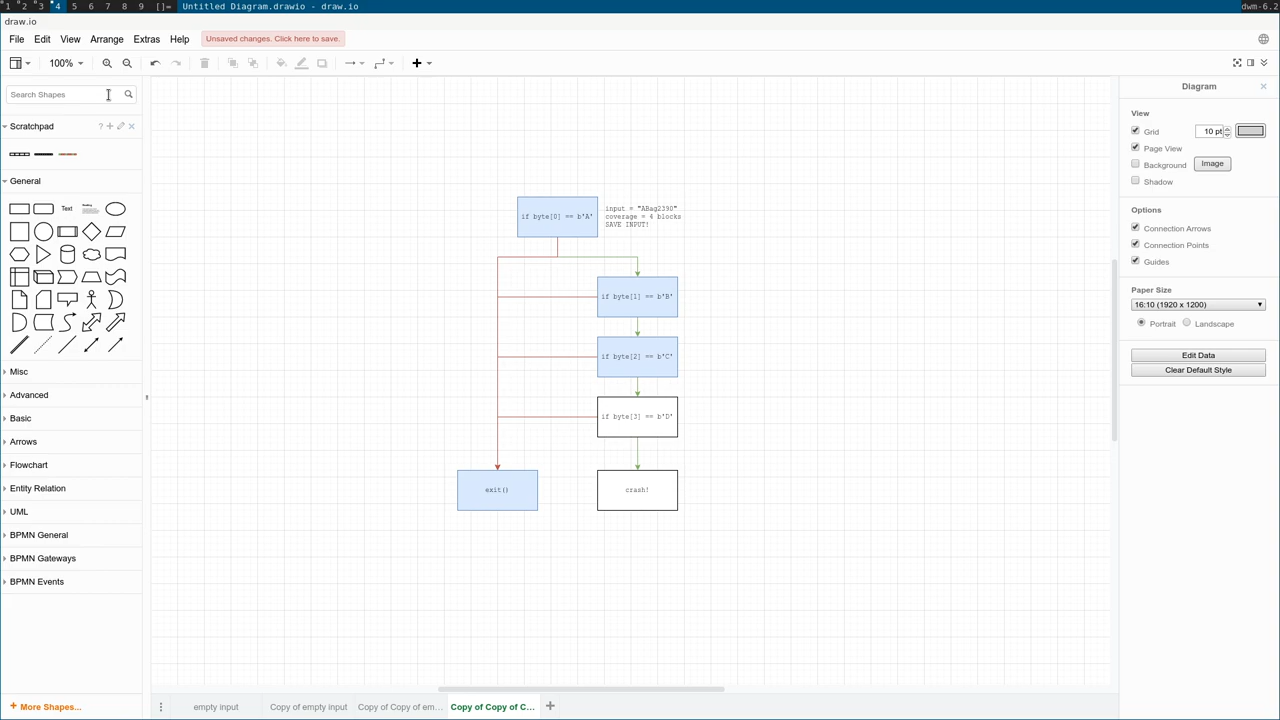 1 2 3 4 5 6 7 8 9 []= Untitled Diagram.drawio - draw.io dwm-6.2
draw.io
File Edit View Arrange Extras Help Unsaved changes. Click here to save.
100%
Search Shapes
Scratchpad ?
General
Text
Heading
Misc
Advanced
Basic
Arrows
Flowchart
Entity Relation
UML
BPMN General
BPMN Gateways
BPMN Events
More Shapes...
if byte[0] == b'A'
input = "ABag2390"
coverage = 4 blocks
SAVE INPUT!
if byte[1] == b'B'
if byte[2] == b'C'
if byte[3] == b'D'
exit()
crash!
empty input
Copy of empty input
Copy of Copy of em...
Copy of Copy of C...
Diagram
View
Grid 10 pt
Page View
Background Image
Shadow
Options
Connection Arrows
Connection Points
Guides
Paper Size
16:10 (1920 x 1200)
Portrait Landscape
Edit Data
Clear Default Style